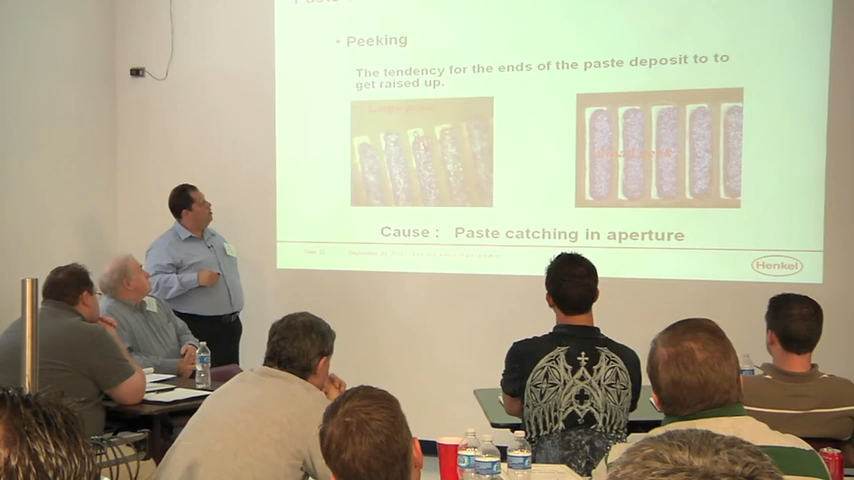 • Peeking
The tendency for the ends of the paste deposit to to
get raised up.
Cause : Paste catching in aperture
Henkel